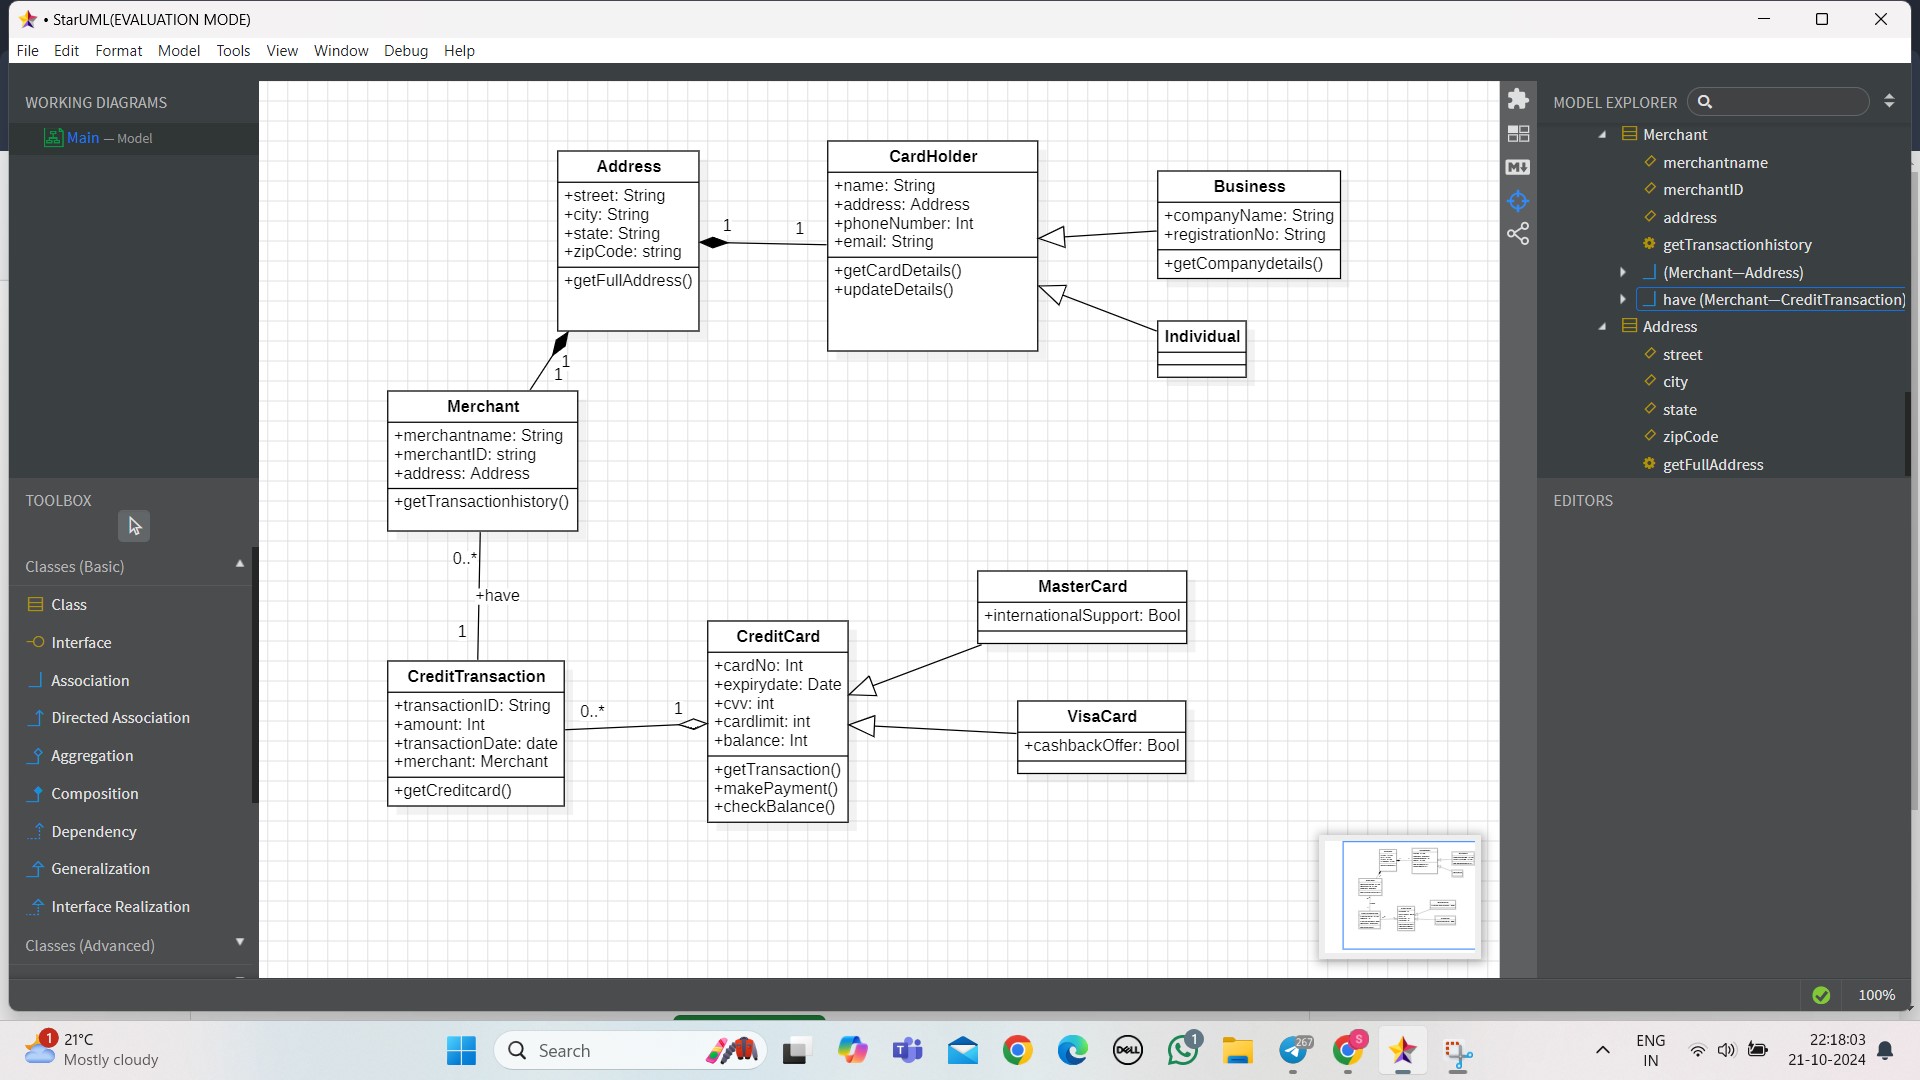 • StarUML(EVALUATION MODE)
File Edit Format Model Tools View Window Debug Help
WORKING DIAGRAMS
Main — Model
TOOLBOX
Classes (Basic)
Class
Interface
Association
Directed Association
Aggregation
Composition
Dependency
Generalization
Interface Realization
Classes (Advanced)
Address
+street: String
+city: String
+state: String
+zipCode: string
+getFullAddress()
1
1
CardHolder
+name: String
+address: Address
+phoneNumber: Int
+email: String
+getCardDetails()
+updateDetails()
Business
+companyName: String
+registrationNo: String
+getCompanydetails()
Individual
1
1
Merchant
+merchantname: String
+merchantID: string
+address: Address
+getTransactionhistory()
0..*
+have
1
CreditTransaction
+transactionID: String
+amount: Int
+transactionDate: date
+merchant: Merchant
+getCreditcard()
0..*
1
CreditCard
+cardNo: Int
+expirydate: Date
+cvv: int
+cardlimit: int
+balance: Int
+getTransaction()
+makePayment()
+checkBalance()
MasterCard
+internationalSupport: Bool
VisaCard
+cashbackOffer: Bool
MODEL EXPLORER
Merchant
merchantname
merchantID
address
getTransactionhistory
(Merchant—Address)
have (Merchant—CreditTransaction)
Address
street
city
state
zipCode
getFullAddress
EDITORS
100%
1
21°C
Mostly cloudy
Search
DELL
1
267
S
ENG
IN
22:18:03
21-10-2024